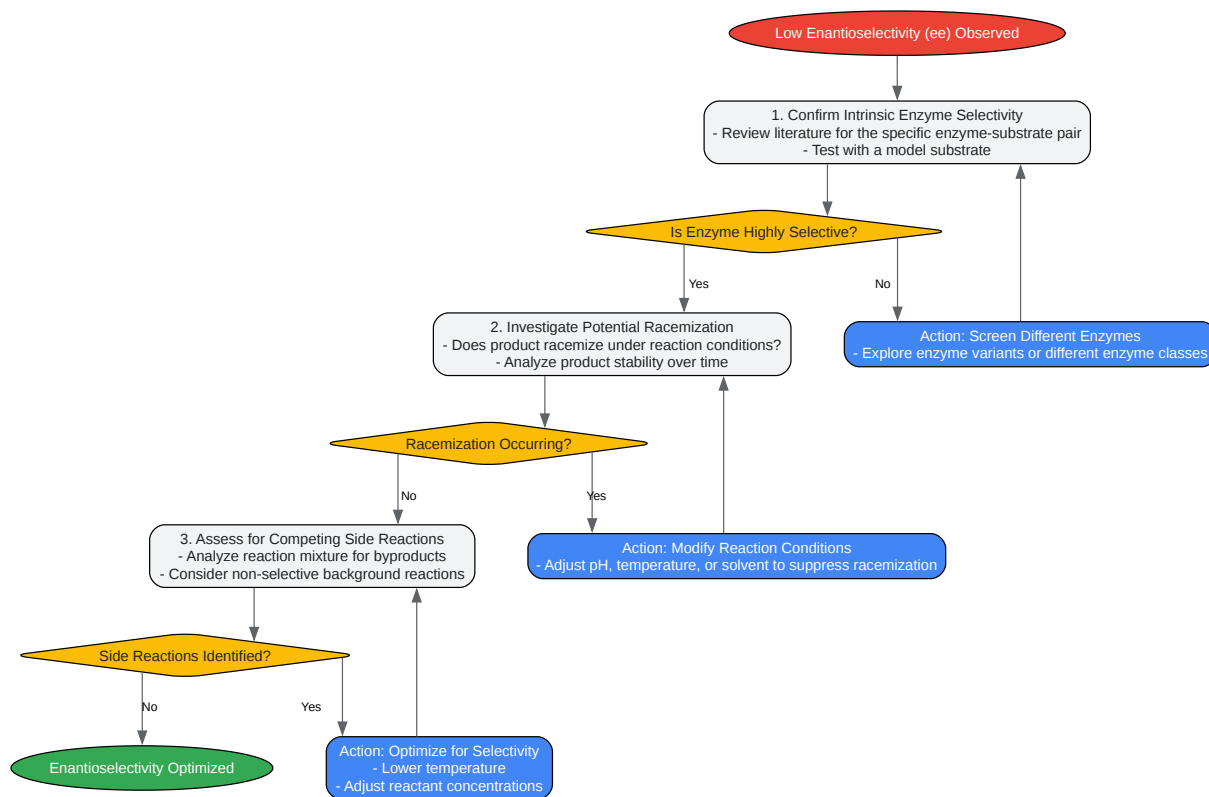 Low Enantioselectivity (ee) Observed
1. Confirm Intrinsic Enzyme Selectivity
- Review literature for the specific enzyme-substrate pair
- Test with a model substrate
Is Enzyme Highly Selective?
Yes
No
2. Investigate Potential Racemization
- Does product racemize under reaction conditions?
- Analyze product stability over time
Action: Screen Different Enzymes
- Explore enzyme variants or different enzyme classes
Racemization Occurring?
No
Yes
3. Assess for Competing Side Reactions
- Analyze reaction mixture for byproducts
- Consider non-selective background reactions
Action: Modify Reaction Conditions
- Adjust pH, temperature, or solvent to suppress racemization
Side Reactions Identified?
No
Yes
Enantioselectivity Optimized
Action: Optimize for Selectivity
- Lower temperature
- Adjust reactant concentrations